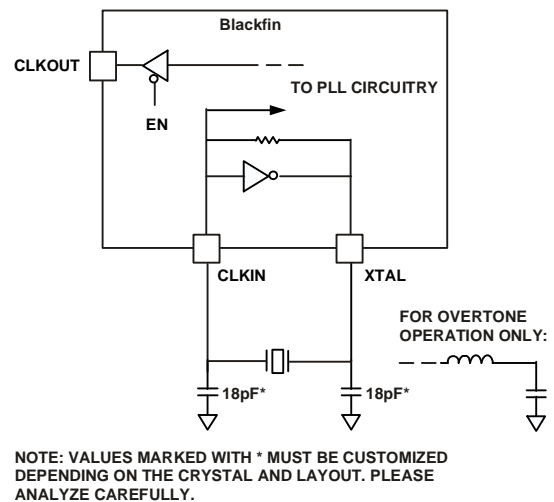 Blackfin
CLKOUT
TO PLL CIRCUITRY
EN
CLKIN
XTAL
FOR OVERTONE
OPERATION ONLY:
18pF*
18pF*
NOTE: VALUES MARKED WITH * MUST BE CUSTOMIZED
DEPENDING ON THE CRYSTAL AND LAYOUT. PLEASE
ANALYZE CAREFULLY.